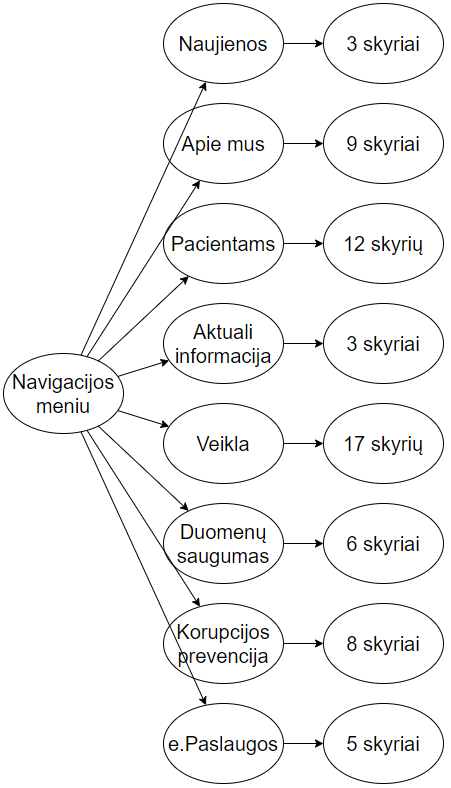 Naujienos
3 skyriai
Apie mus
9 skyriai
Pacientams
12 skyrių
Aktuali
informacija
3 skyriai
Navigacijos
meniu
Veikla
17 skyrių
Duomenų
saugumas
6 skyriai
Korupcijos
prevencija
8 skyriai
e.Paslaugos
5 skyriai